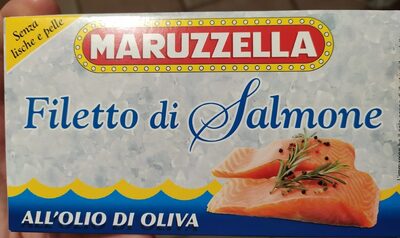 Senza
lische e pelle
MARUZZELLA
Filetto di Salmone
ALL'OLIO DI OLIVA